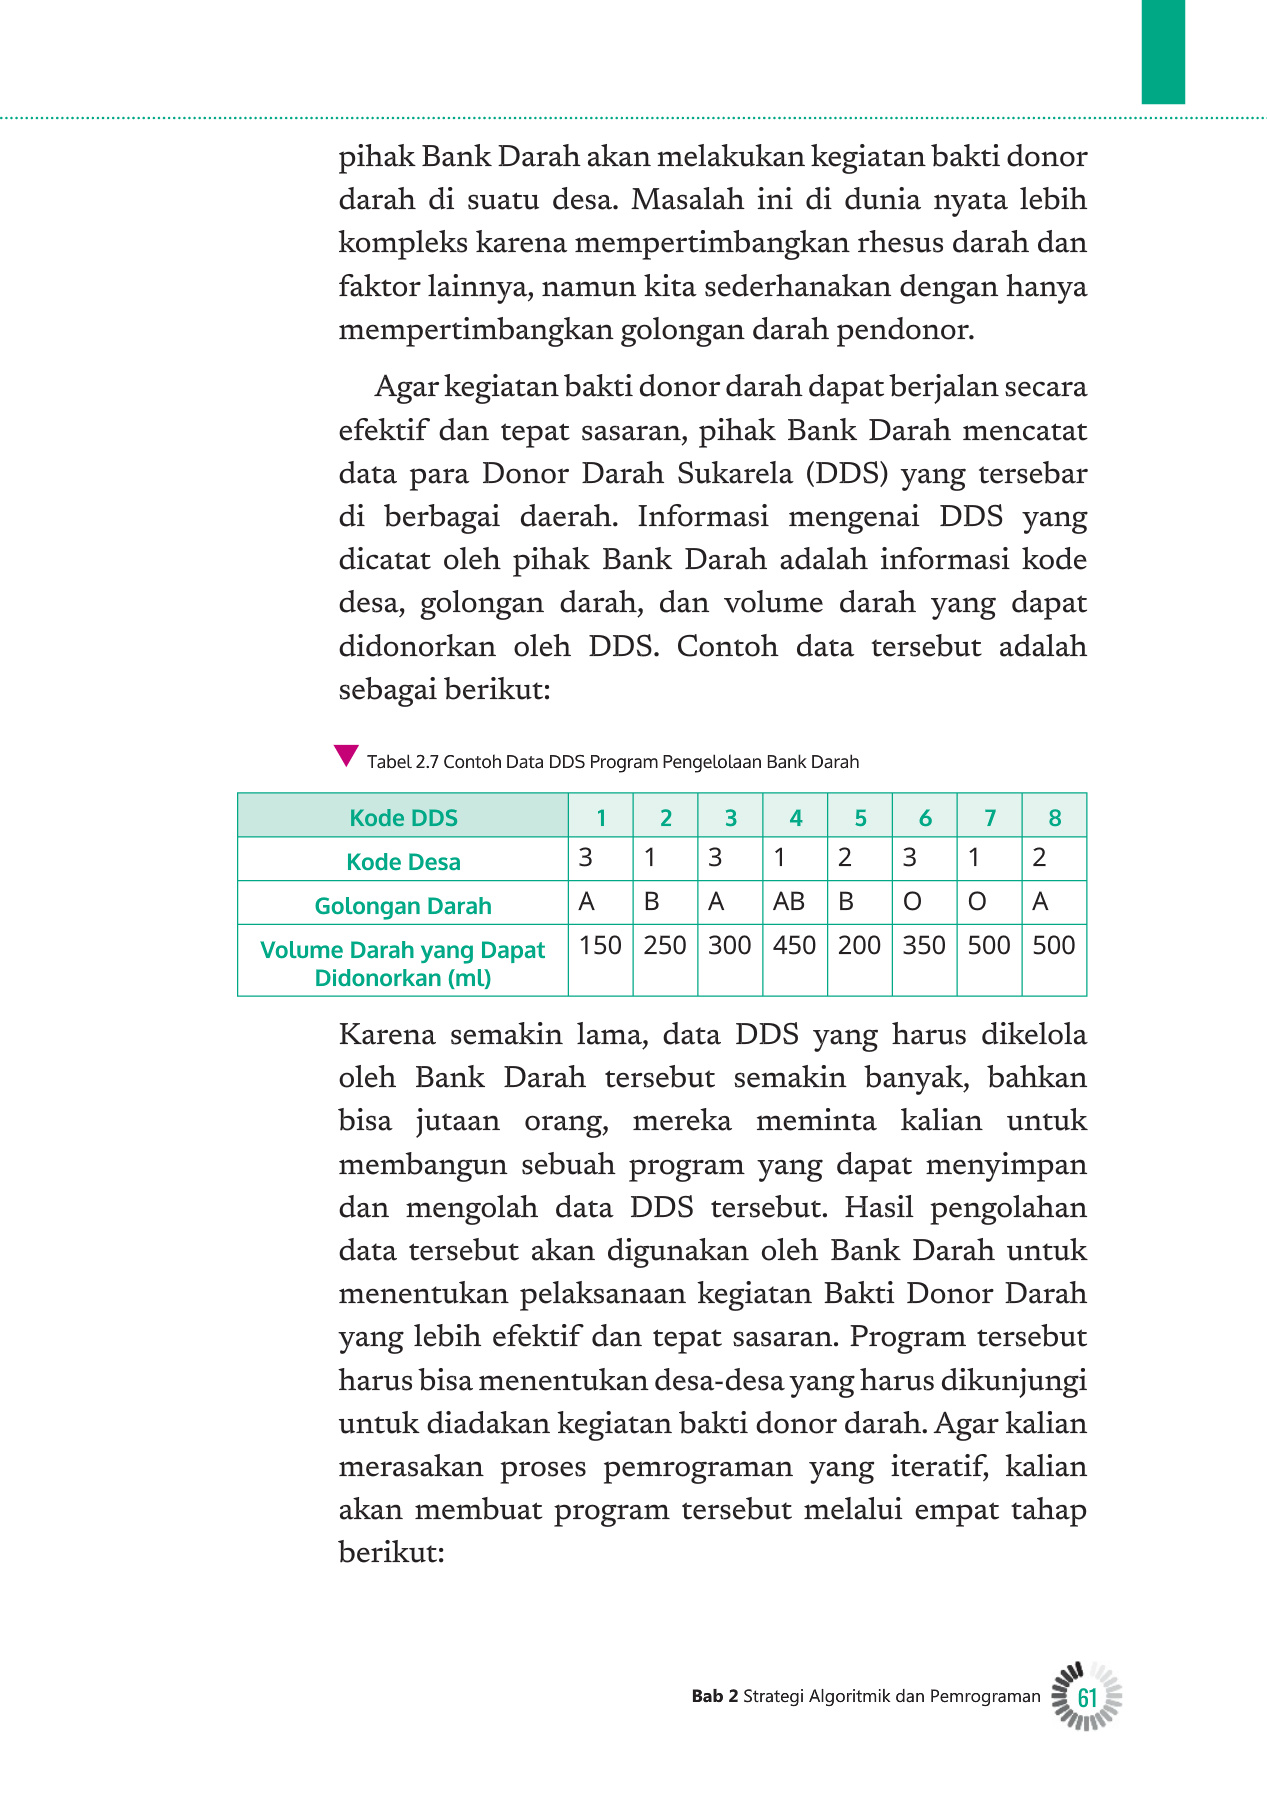 pihak Bank Darah akan melakukan kegiatan bakti donor
darah di suatu desa. Masalah ini di dunia nyata lebih
kompleks karena mempertimbangkan rhesus darah dan
faktor lainnya, namun kita sederhanakan dengan hanya
mempertimbangkan golongan darah pendonor.
Agar kegiatan bakti donor darah dapat berjalan secara
efektif dan tepat sasaran, pihak Bank Darah mencatat
data para Donor Darah Sukarela (DDS) yang tersebar
di berbagai daerah. Informasi mengenai DDS yang
dicatat oleh pihak Bank Darah adalah informasi kode
desa, golongan darah, dan volume darah yang dapat
didonorkan oleh DDS. Contoh data tersebut adalah
sebagai berikut:
Tabel 2.7 Contoh Data DDS Program Pengelolaan Bank Darah
Kode DDS 1 2 3 4 5 6 7 8
Kode Desa 3 1 3 1 2 3 1 2
Golongan Darah A B A AB B O O A
Volume Darah yang Dapat 150 250 300 450 200 350 500 500
Didonorkan (ml)
Karena semakin lama, data DDS yang harus dikelola
oleh Bank Darah tersebut semakin banyak, bahkan
bisa jutaan orang, mereka meminta kalian untuk
membangun sebuah program yang dapat menyimpan
dan mengolah data DDS tersebut. Hasil pengolahan
data tersebut akan digunakan oleh Bank Darah untuk
menentukan pelaksanaan kegiatan Bakti Donor Darah
yang lebih efektif dan tepat sasaran. Program tersebut
harus bisa menentukan desa-desa yang harus dikunjungi
untuk diadakan kegiatan bakti donor darah. Agar kalian
merasakan proses pemrograman yang iteratif, kalian
akan membuat program tersebut melalui empat tahap
berikut:
Bab 2 Strategi Algoritmik dan Pemrograman 61